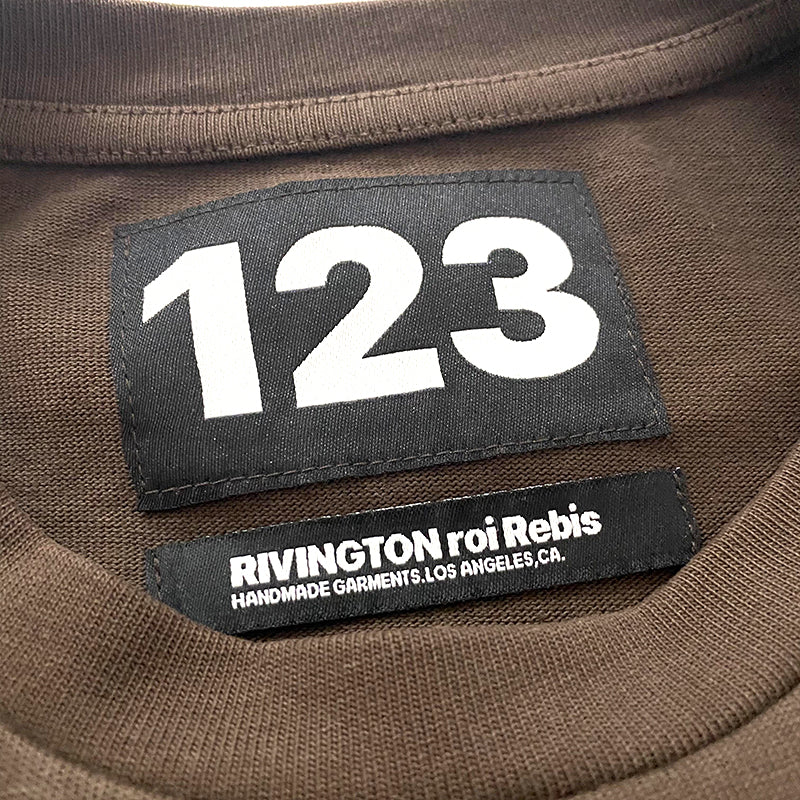 123
RIVINGTON roi Rebis
HANDMADE GARMENTS.LOS ANGELES,CA.